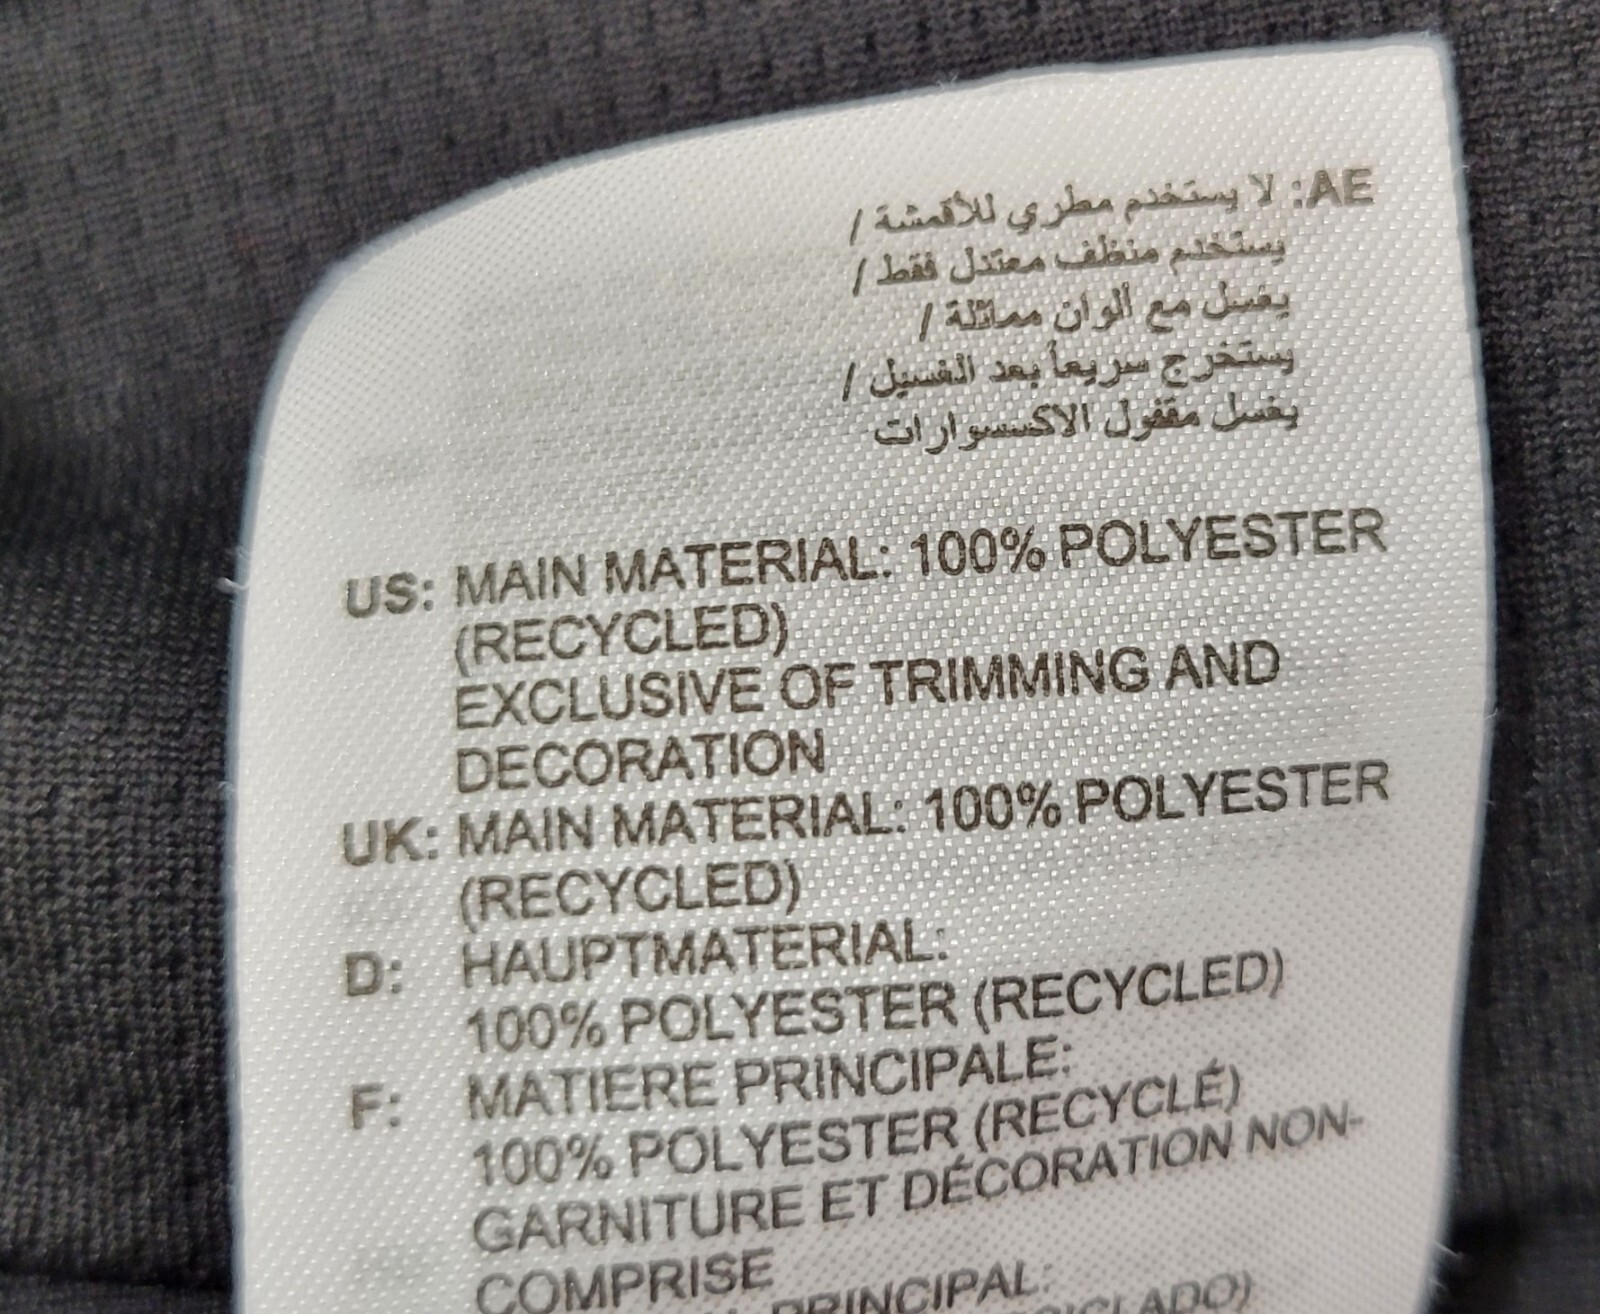 AE: لا يستخدم مطري للأقمشة /
يستخدم منظف معتدل فقط /
يغسل مع ألوان مماثلة /
يستخرج سريعاً بعد الغسيل /
يغسل مقفول الاكسسوارات
US: MAIN MATERIAL: 100% POLYESTER
(RECYCLED)
EXCLUSIVE OF TRIMMING AND
DECORATION
UK: MAIN MATERIAL: 100% POLYESTER
(RECYCLED)
D: HAUPTMATERIAL:
100% POLYESTER (RECYCLED)
F: MATIERE PRINCIPALE:
100% POLYESTER (RECYCLÉ)
GARNITURE ET DÉCORATION NON-
COMPRISE
PRINCIPAL: